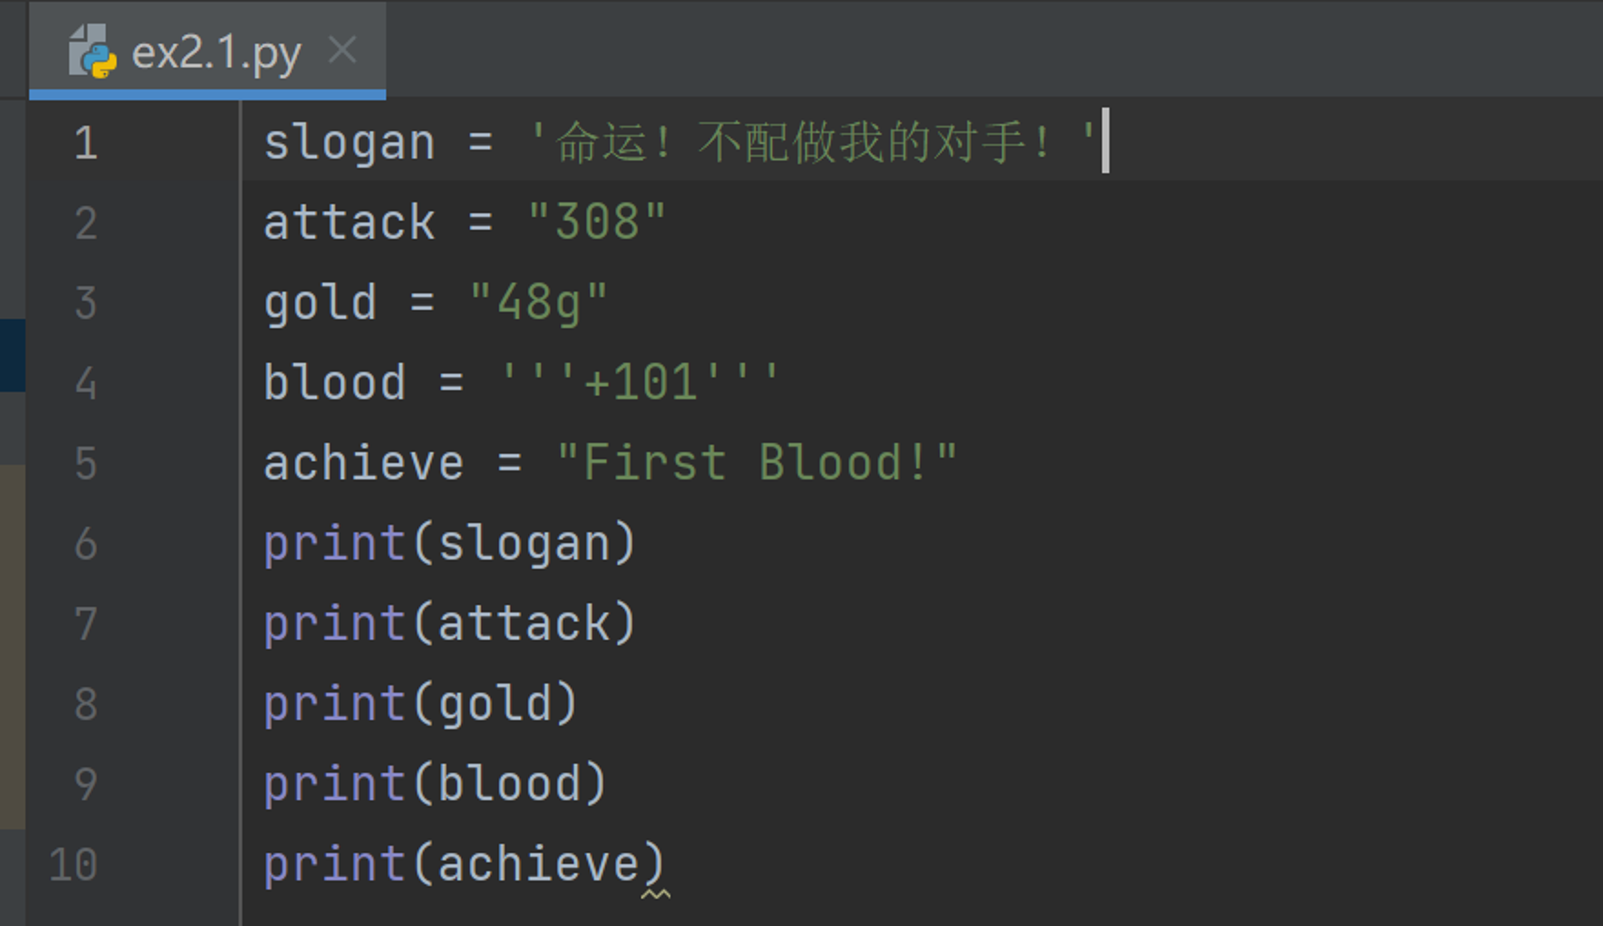 ex2.1.py
1 slogan = '命运！不配做我的对手！'
2 attack = "308"
3 gold = "48g"
4 blood = '''+101'''
5 achieve = "First Blood!"
6 print(slogan)
7 print(attack)
8 print(gold)
9 print(blood)
10 print(achieve)